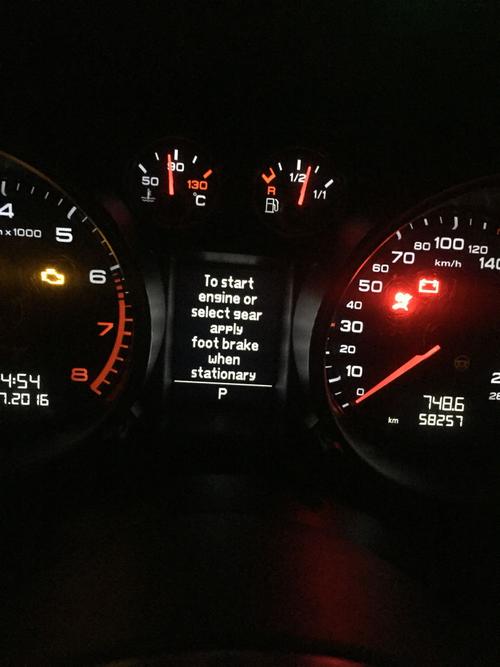 50
90
130
°C
R
1/2
1/1
4
x 1000
5
6
7
8
4:54
7.2016
To start
engine or
select gear
apply
foot brake
when
stationary
P
0
10
20
30
40
50
60
70
80
100
120
140
km/h
748.6
km
58257
2